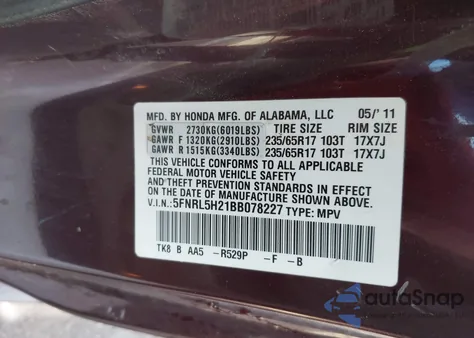 MFD. BY HONDA MFG. OF ALABAMA, LLC 05/'11
GVWR 2730KG(6019LBS) TIRE SIZE RIM SIZE
GAWR F 1320KG(2910LBS) 235/65R17 103T 17X7J
GAWR R 1515KG(3340LBS) 235/65R17 103T 17X7J
THIS VEHICLE CONFORMS TO ALL APPLICABLE
FEDERAL MOTOR VEHICLE SAFETY STANDARDS IN EFFECT
ON THE DATE OF MANUFACTURE SHOWN ABOVE.
V.I.N: 5FNRL5H21BB078227 TYPE: MPV
TK8 B AA5 -R529P -F -B
autoSnap